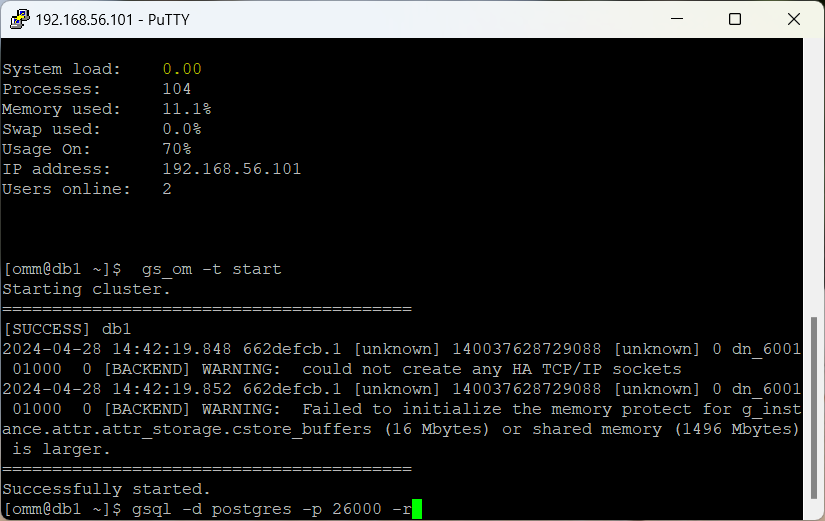 192.168.56.101 - PuTTY
System load:    0.00
Processes:      104
Memory used:    11.1%
Swap used:      0.0%
Usage On:       70%
IP address:     192.168.56.101
Users online:   2
[omm@db1 ~]$  gs_om -t start
Starting cluster.
=========================================
[SUCCESS] db1
2024-04-28 14:42:19.848 662defcb.1 [unknown] 140037628729088 [unknown] 0 dn_6001
 01000  0 [BACKEND] WARNING:  could not create any HA TCP/IP sockets
2024-04-28 14:42:19.852 662defcb.1 [unknown] 140037628729088 [unknown] 0 dn_6001
 01000  0 [BACKEND] WARNING:  Failed to initialize the memory protect for g_inst
ance.attr.attr_storage.cstore_buffers (16 Mbytes) or shared memory (1496 Mbytes)
 is larger.
=========================================
Successfully started.
[omm@db1 ~]$ gsql -d postgres -p 26000 -r